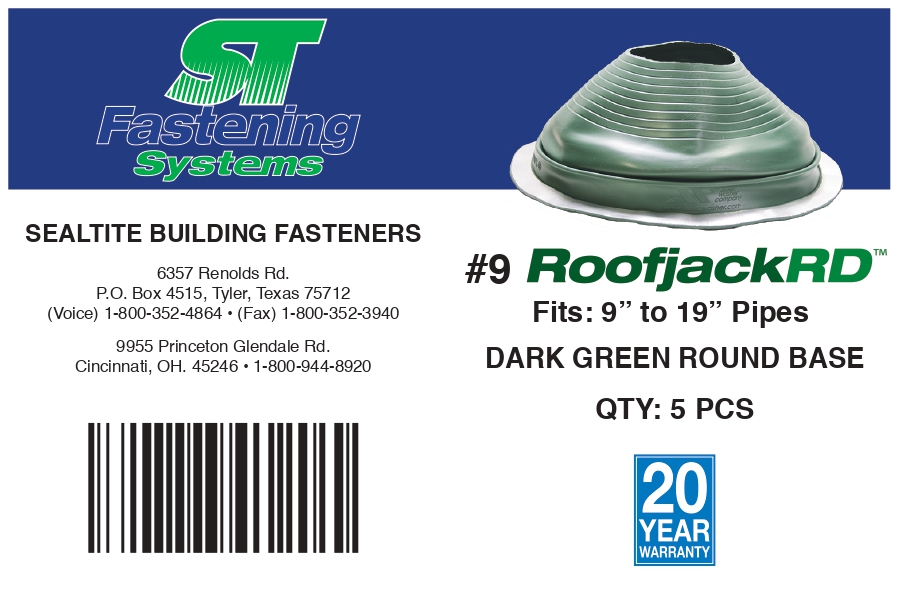 ST
Fastening
Systems
SEALTITE BUILDING FASTENERS
6357 Renolds Rd.
P.O. Box 4515, Tyler, Texas 75712
(Voice) 1-800-352-4864 • (Fax) 1-800-352-3940
9955 Princeton Glendale Rd.
Cincinnati, OH. 45246 • 1-800-944-8920
#9 RoofjackRD™
Fits: 9” to 19” Pipes
DARK GREEN ROUND BASE
QTY: 5 PCS
20
YEAR
WARRANTY